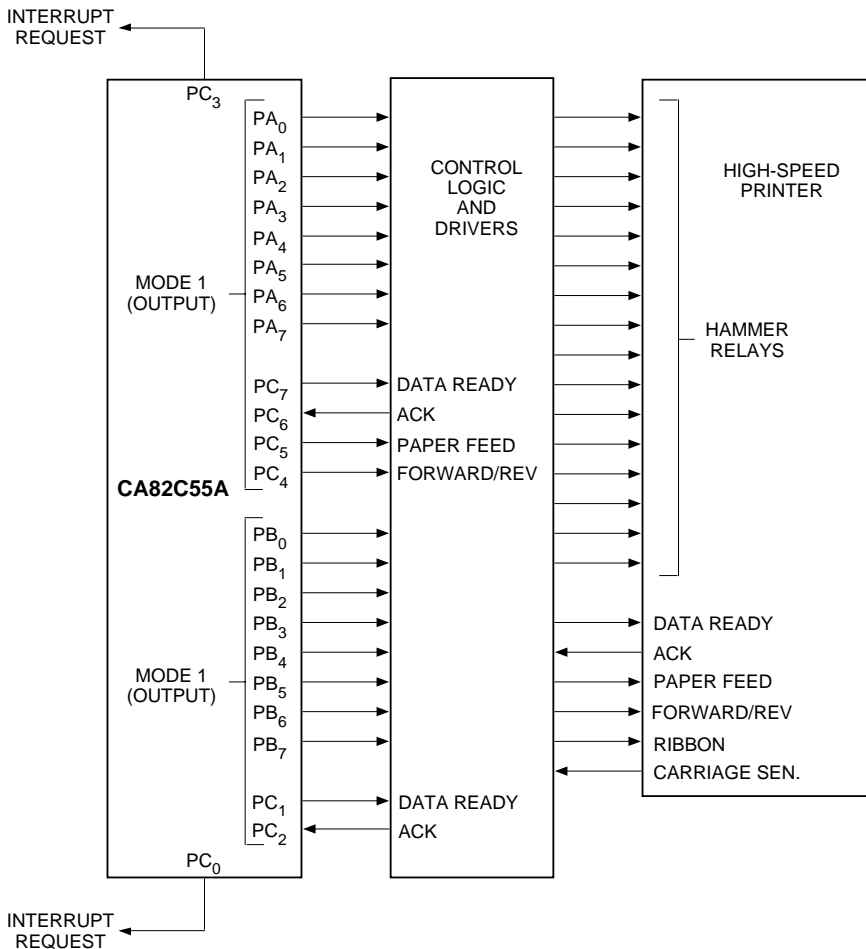 INTERRUPT
REQUEST
PC3
PA0
PA1
PA2
PA3
PA4
PA5
PA6
PA7
MODE 1
(OUTPUT)
PC7
PC6
PC5
PC4
CA82C55A
PB0
PB1
PB2
PB3
PB4
PB5
PB6
PB7
MODE 1
(OUTPUT)
PC1
PC2
PC0
INTERRUPT
REQUEST
CONTROL
LOGIC
AND
DRIVERS
DATA READY
ACK
PAPER FEED
FORWARD/REV
DATA READY
ACK
HIGH-SPEED
PRINTER
HAMMER
RELAYS
DATA READY
ACK
PAPER FEED
FORWARD/REV
RIBBON
CARRIAGE SEN.